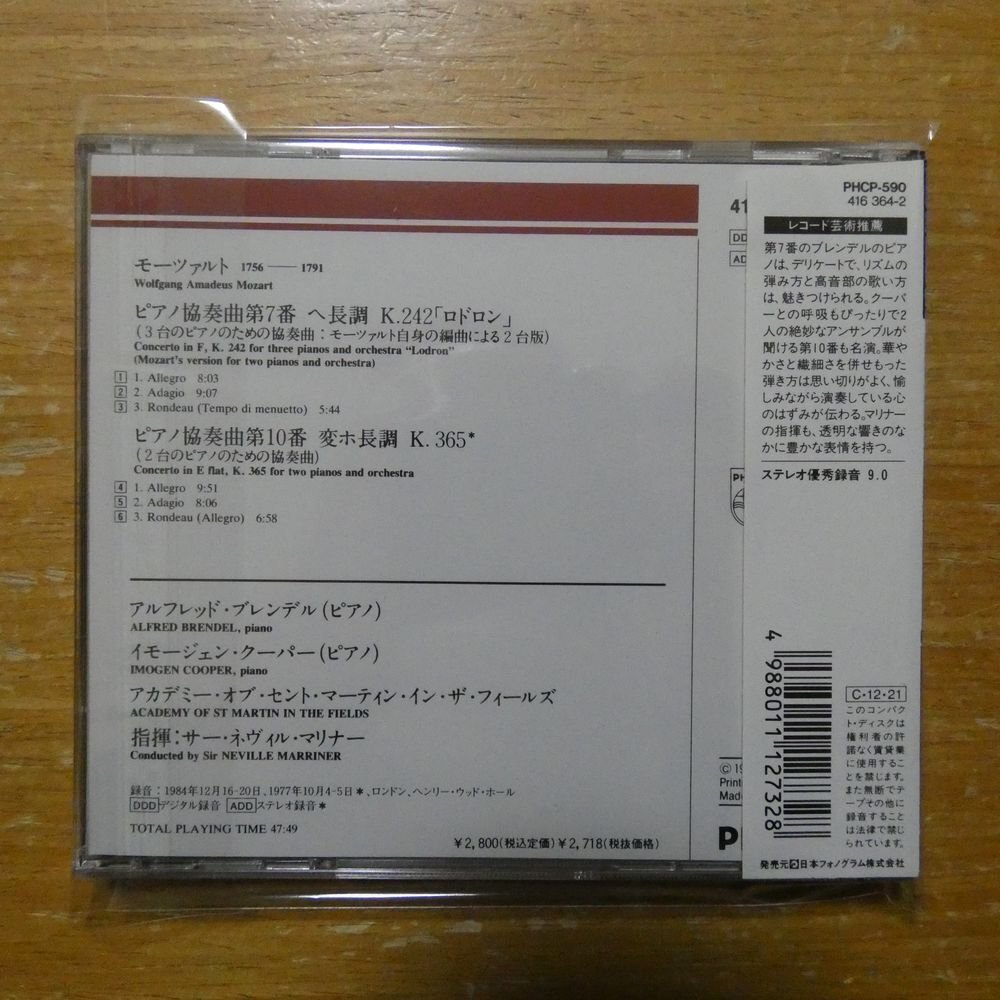 モーツァルト 1756 ── 1791
Wolfgang Amadeus Mozart
ピアノ協奏曲第7番 ヘ長調 K.242「ロドロン」
(3台のピアノのための協奏曲：モーツァルト自身の編曲による2台版)
Concerto in F, K. 242 for three pianos and orchestra "Lodron"
(Mozart's version for two pianos and orchestra)
1 1. Allegro 8:03
2 2. Adagio 9:07
3 3. Rondeau (Tempo di menuetto) 5:44
ピアノ協奏曲第10番 変ホ長調 K.365*
(2台のピアノのための協奏曲)
Concerto in E flat, K. 365 for two pianos and orchestra
4 1. Allegro 9:51
5 2. Adagio 8:06
6 3. Rondeau (Allegro) 6:58
アルフレッド・ブレンデル(ピアノ)
ALFRED BRENDEL, piano
イモージェン・クーパー(ピアノ)
IMOGEN COOPER, piano
アカデミー・オブ・セント・マーティン・イン・ザ・フィールズ
ACADEMY OF ST MARTIN IN THE FIELDS
指揮：サー・ネヴィル・マリナー
Conducted by Sir NEVILLE MARRINER
録音：1984年12月16-20日、1977年10月4-5日*、ロンドン、ヘンリー・ウッド・ホール
DDDデジタル録音 ADDステレオ録音*
TOTAL PLAYING TIME 47:49
¥2,800(税込定価)¥2,718(税抜価格)
41
DD
AD
PH
© 19
Printe
Made
P
PHCP-590
416 364-2
レコード芸術推薦
第7番のブレンデルのピア
ノは、デリケートで、リズムの
弾み方と高音部の歌い方
は、魅きつけられる。クーパ
ーとの呼吸もぴったりで2
人の絶妙なアンサンブルが
聞ける第10番も名演。華や
かさと繊細さを併せもった
弾き方は思い切りがよく、愉
しみながら演奏している心
のはずみが伝わる。マリナー
の指揮も、透明な響きのな
かに豊かな表情を持つ。
ステレオ優秀録音 9.0
4 988011 127328
C・12・21
このコンパク
ト・ディスクは
権利者の許
諾なく賃貸業
に使用するこ
とを禁じます。
また無断でテ
ープその他に
録音すること
は法律で禁じ
られています。
発売元 日本フォノグラム株式会社